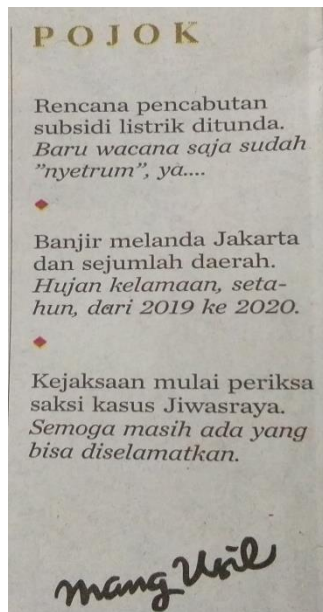 POJOK
Rencana pencabutan
subsidi listrik ditunda.
Baru wacana saja sudah
”nyetrum”, ya....
Banjir melanda Jakarta
dan sejumlah daerah.
Hujan kelamaan, seta-
hun, dari 2019 ke 2020.
Kejaksaan mulai periksa
saksi kasus Jiwasraya.
Semoga masih ada yang
bisa diselamatkan.
mang Usil